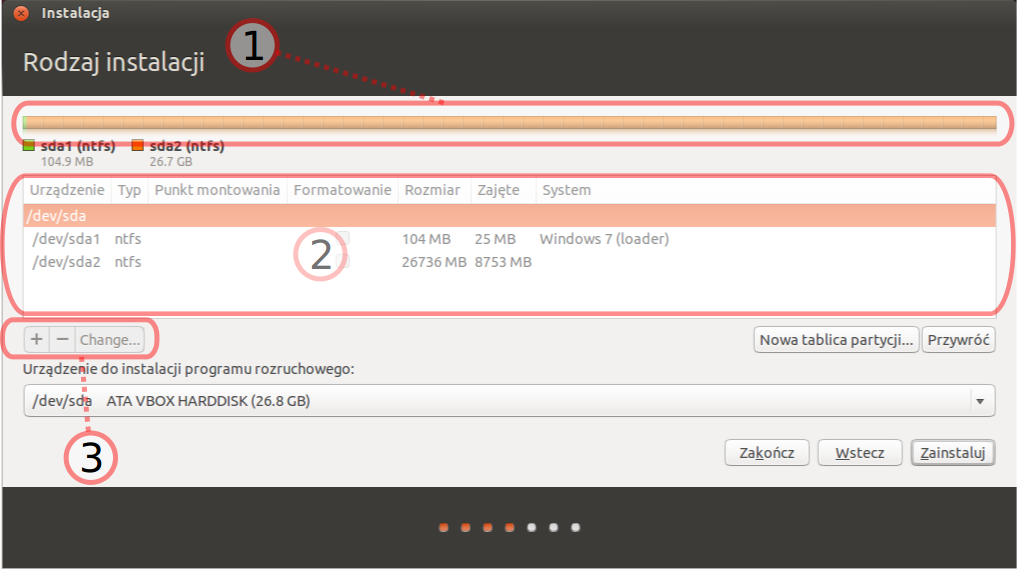 Instalacja
Rodzaj instalacji
1
sda1 (ntfs) sda2 (ntfs)
104.9 MB 26.7 GB
Urządzenie Typ Punkt montowania Formatowanie Rozmiar Zajęte System
/dev/sda
/dev/sda1 ntfs 104 MB 25 MB Windows 7 (loader)
2
/dev/sda2 ntfs 26736 MB 8753 MB
+ − Change... Nowa tablica partycji... Przywróć
Urządzenie do instalacji programu rozruchowego:
/dev/sda ATA VBOX HARDDISK (26.8 GB)
3
Zakończ Wstecz Zainstaluj